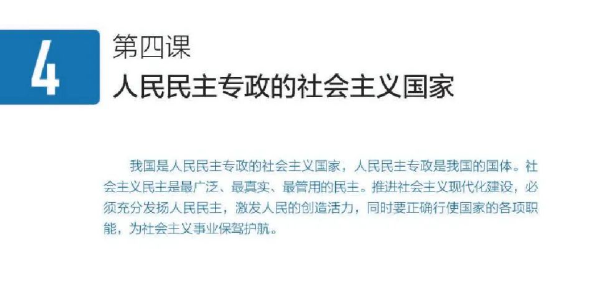 4
第四课
人民民主专政的社会主义国家
我国是人民民主专政的社会主义国家，人民民主专政是我国的国体。社
会主义民主是最广泛、最真实、最管用的民主。推进社会主义现代化建设，必
须充分发扬人民民主，激发人民的创造活力，同时要正确行使国家的各项职
能，为社会主义事业保驾护航。